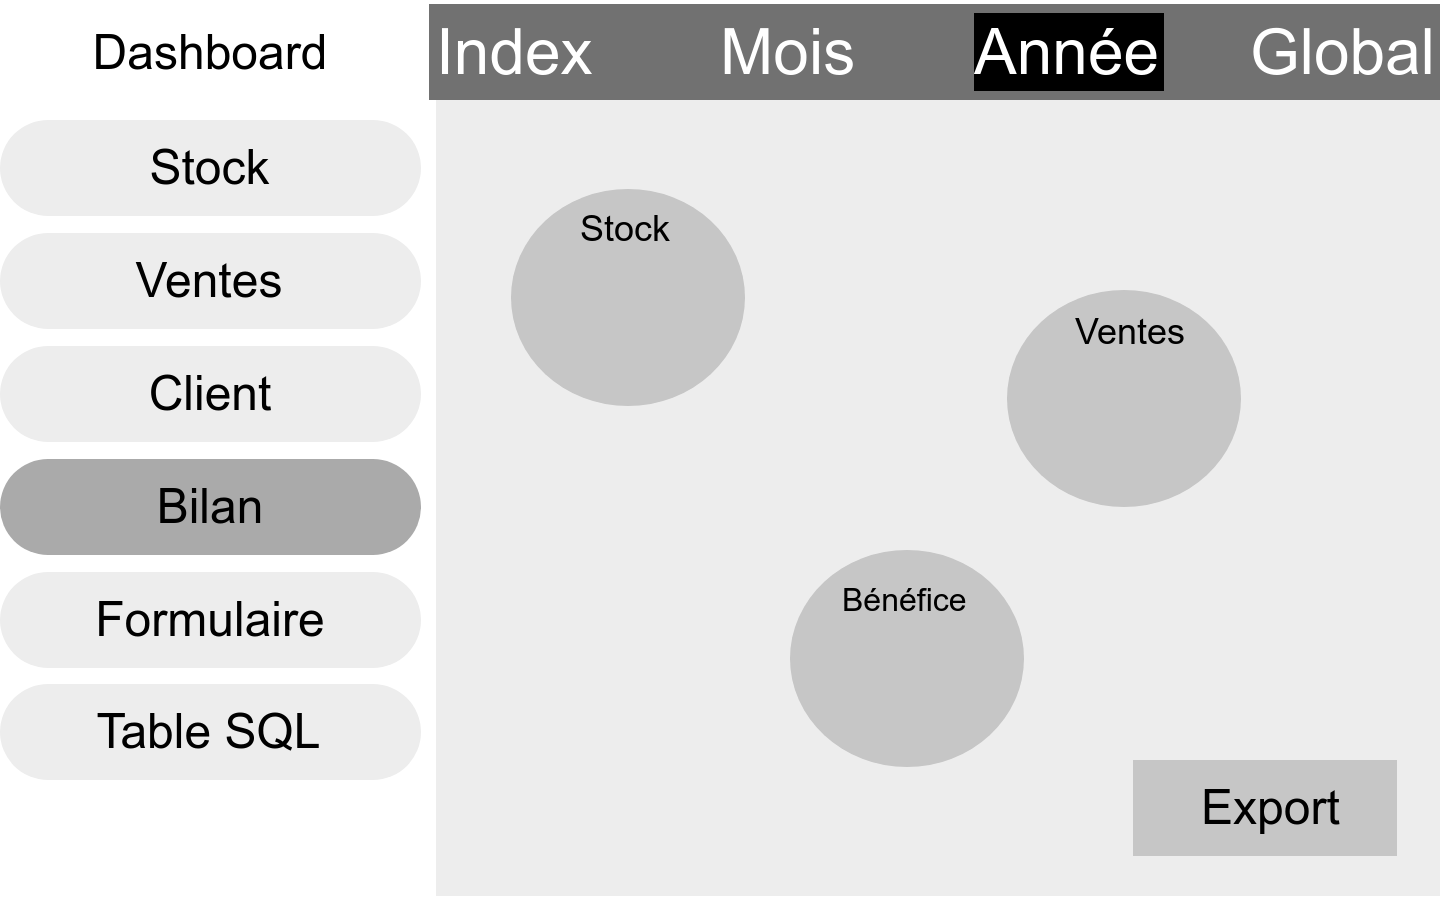 Dashboard
Index
Mois
Année
Global
Stock
Ventes
Client
Bilan
Formulaire
Table SQL
Stock
Ventes
Bénéfice
Export